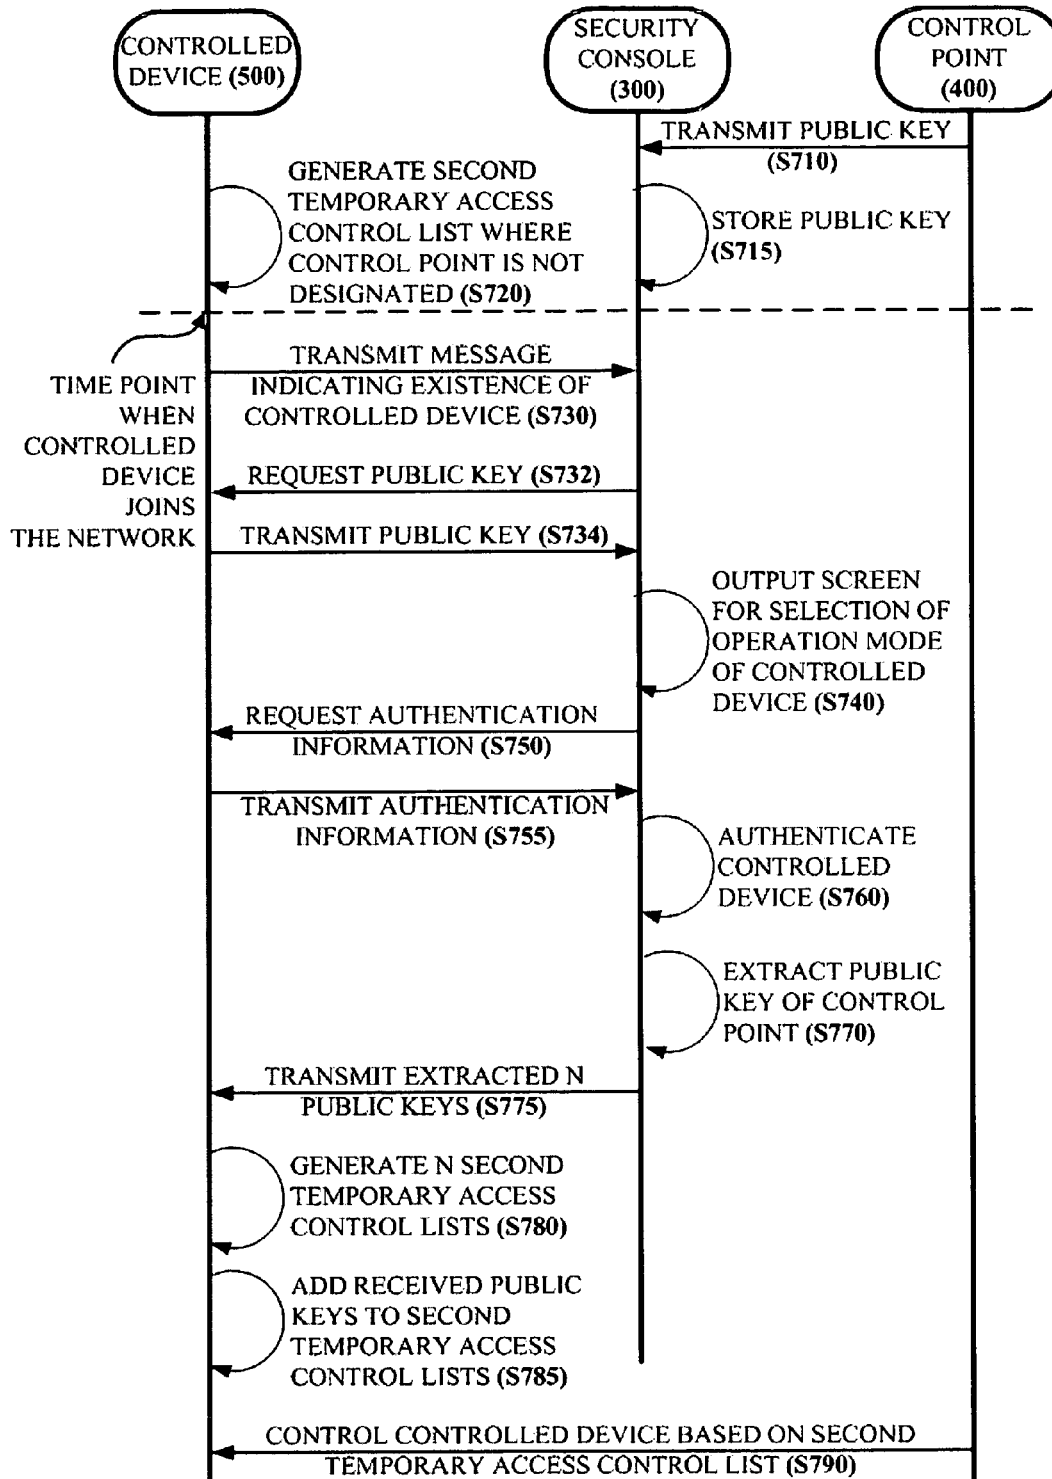 CONTROLLED
DEVICE (500)
SECURITY
CONSOLE
(300)
CONTROL
POINT
(400)
TRANSMIT PUBLIC KEY
(S710)
GENERATE SECOND
TEMPORARY ACCESS
CONTROL LIST WHERE
CONTROL POINT IS NOT
DESIGNATED (S720)
STORE PUBLIC KEY
(S715)
TIME POINT
WHEN
CONTROLLED
DEVICE
JOINS
THE NETWORK
TRANSMIT MESSAGE
INDICATING EXISTENCE OF
CONTROLLED DEVICE (S730)
REQUEST PUBLIC KEY (S732)
TRANSMIT PUBLIC KEY (S734)
OUTPUT SCREEN
FOR SELECTION OF
OPERATION MODE
OF CONTROLLED
DEVICE (S740)
REQUEST AUTHENTICATION
INFORMATION (S750)
TRANSMIT AUTHENTICATION
INFORMATION (S755)
AUTHENTICATE
CONTROLLED
DEVICE (S760)
EXTRACT PUBLIC
KEY OF CONTROL
POINT (S770)
TRANSMIT EXTRACTED N
PUBLIC KEYS (S775)
GENERATE N SECOND
TEMPORARY ACCESS
CONTROL LISTS (S780)
ADD RECEIVED PUBLIC
KEYS TO SECOND
TEMPORARY ACCESS
CONTROL LISTS (S785)
CONTROL CONTROLLED DEVICE BASED ON SECOND
TEMPORARY ACCESS CONTROL LIST (S790)